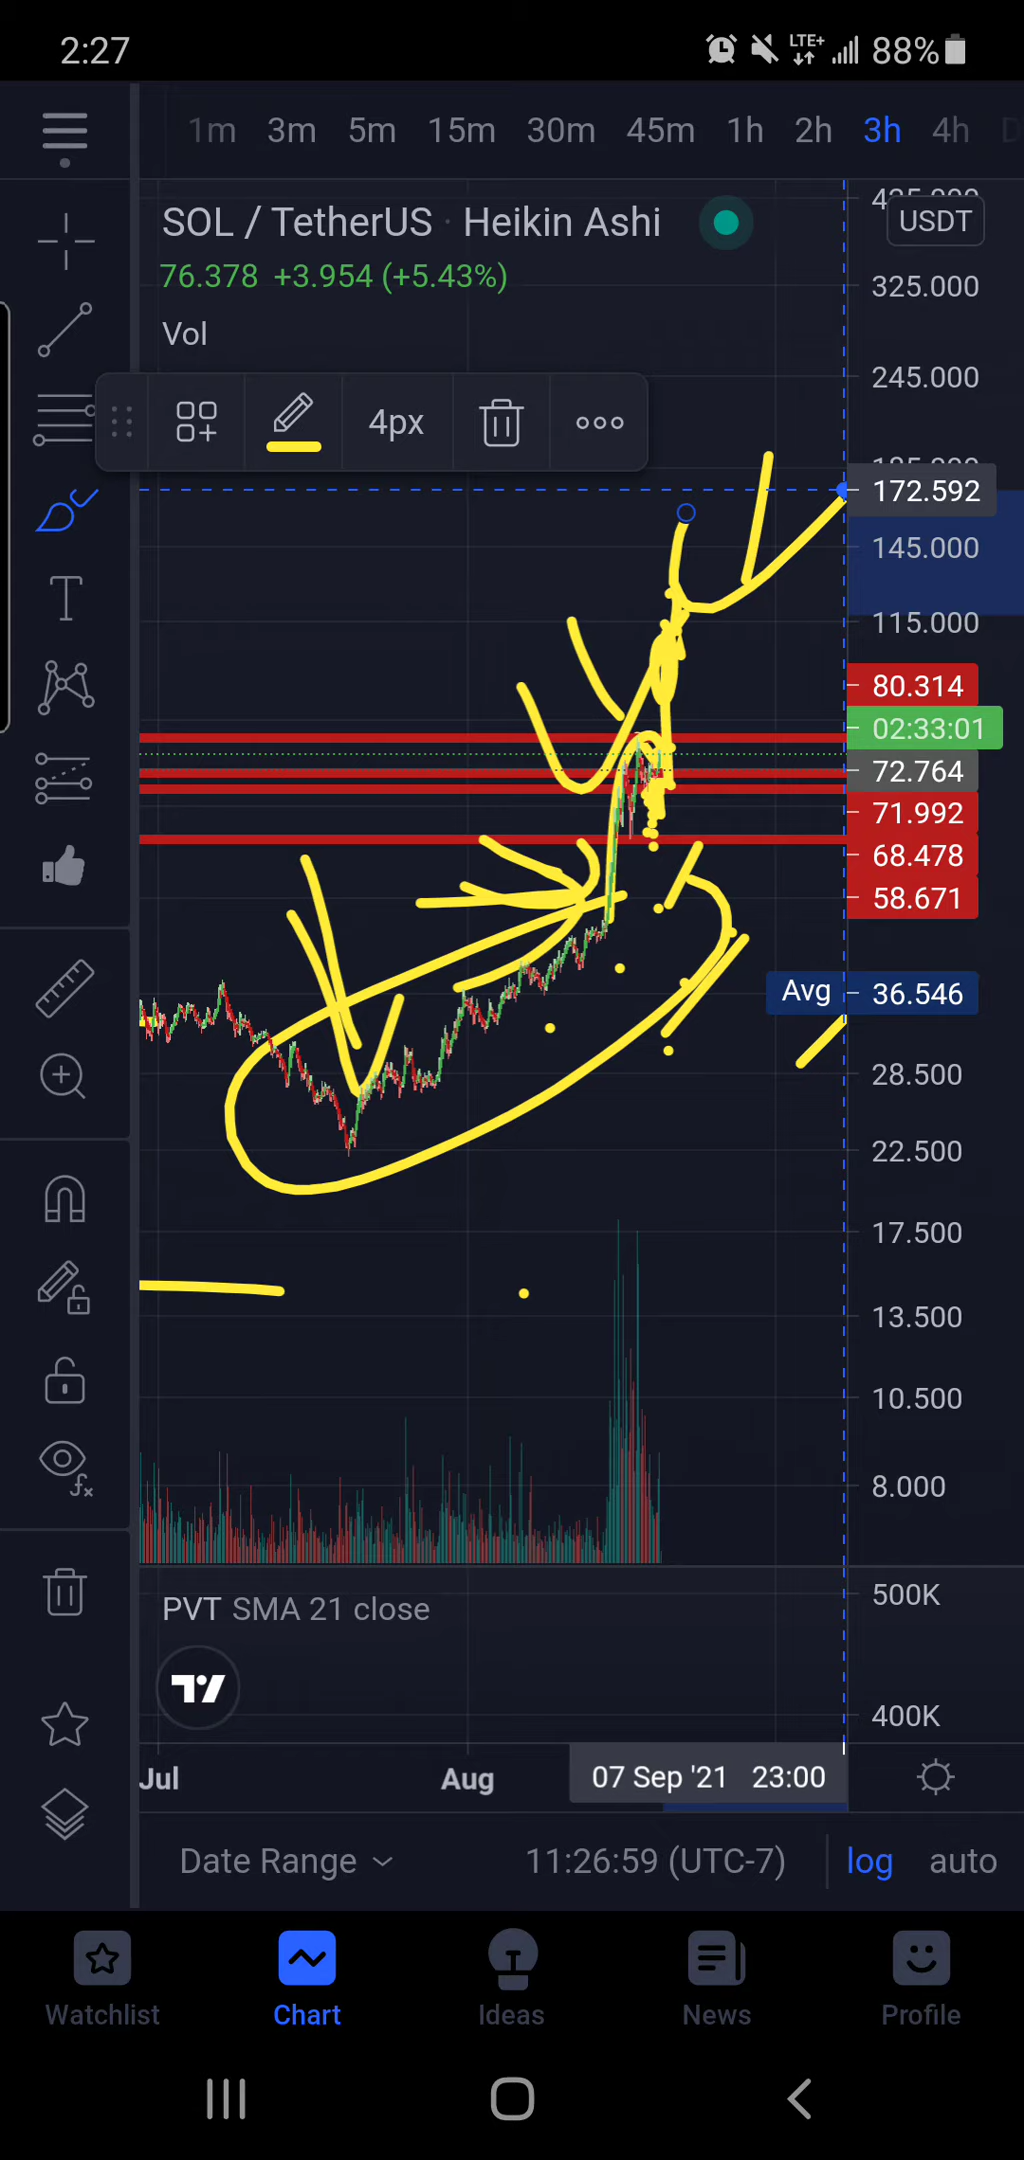 2:27 LTE+ 88%
1m 3m 5m 15m 30m 45m 1h 2h 3h 4h D
SOL / TetherUS · Heikin Ashi
USDT
76.378 +3.954 (+5.43%)
325.000
Vol
245.000
4px
172.592
145.000
115.000
80.314
02:33:01
72.764
71.992
68.478
58.671
Avg 36.546
28.500
22.500
17.500
13.500
10.500
8.000
PVT SMA 21 close
500K
400K
Jul Aug 07 Sep '21 23:00
Date Range 11:26:59 (UTC-7) log auto
Watchlist Chart Ideas News Profile